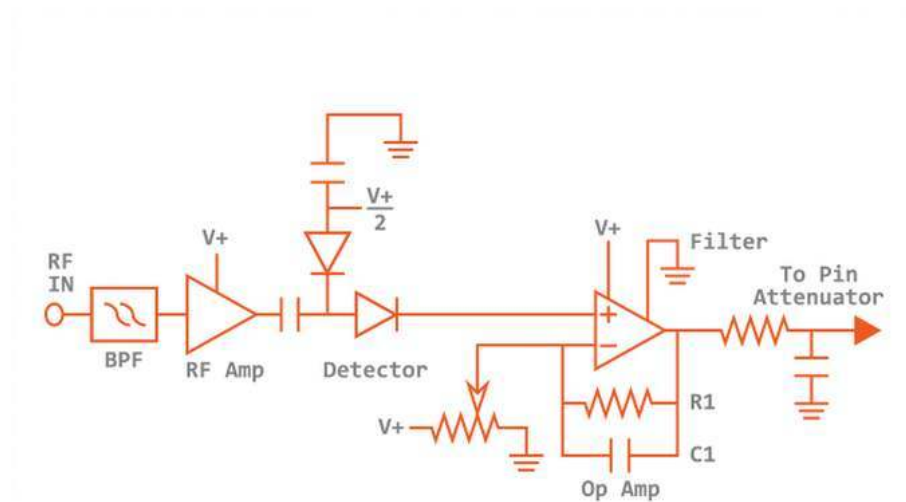 V+
2
V+
RF
IN
BPF
RF Amp
Detector
V+
Filter
To Pin
Attenuator
+
−
V+
R1
C1
Op Amp